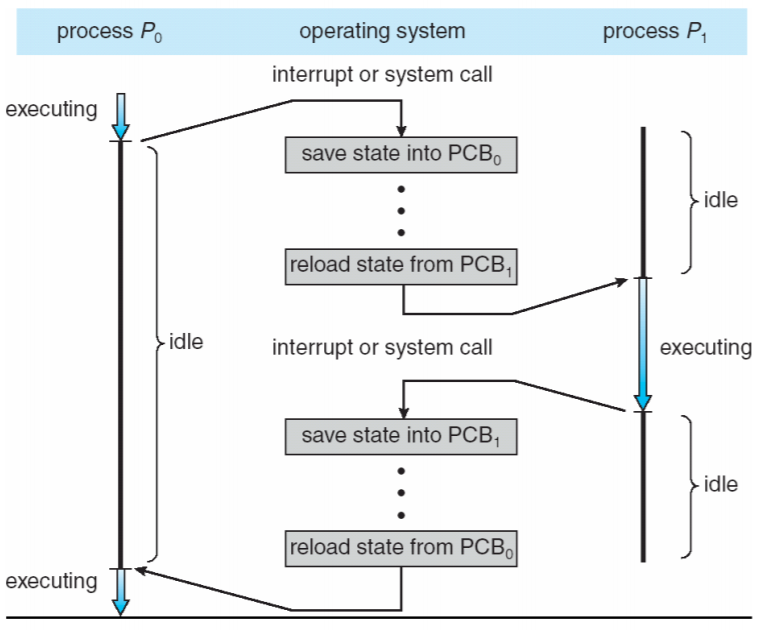 process P₀ operating system process P₁
interrupt or system call
executing
save state into PCB₀
idle
reload state from PCB₁
idle
interrupt or system call
executing
save state into PCB₁
idle
reload state from PCB₀
executing